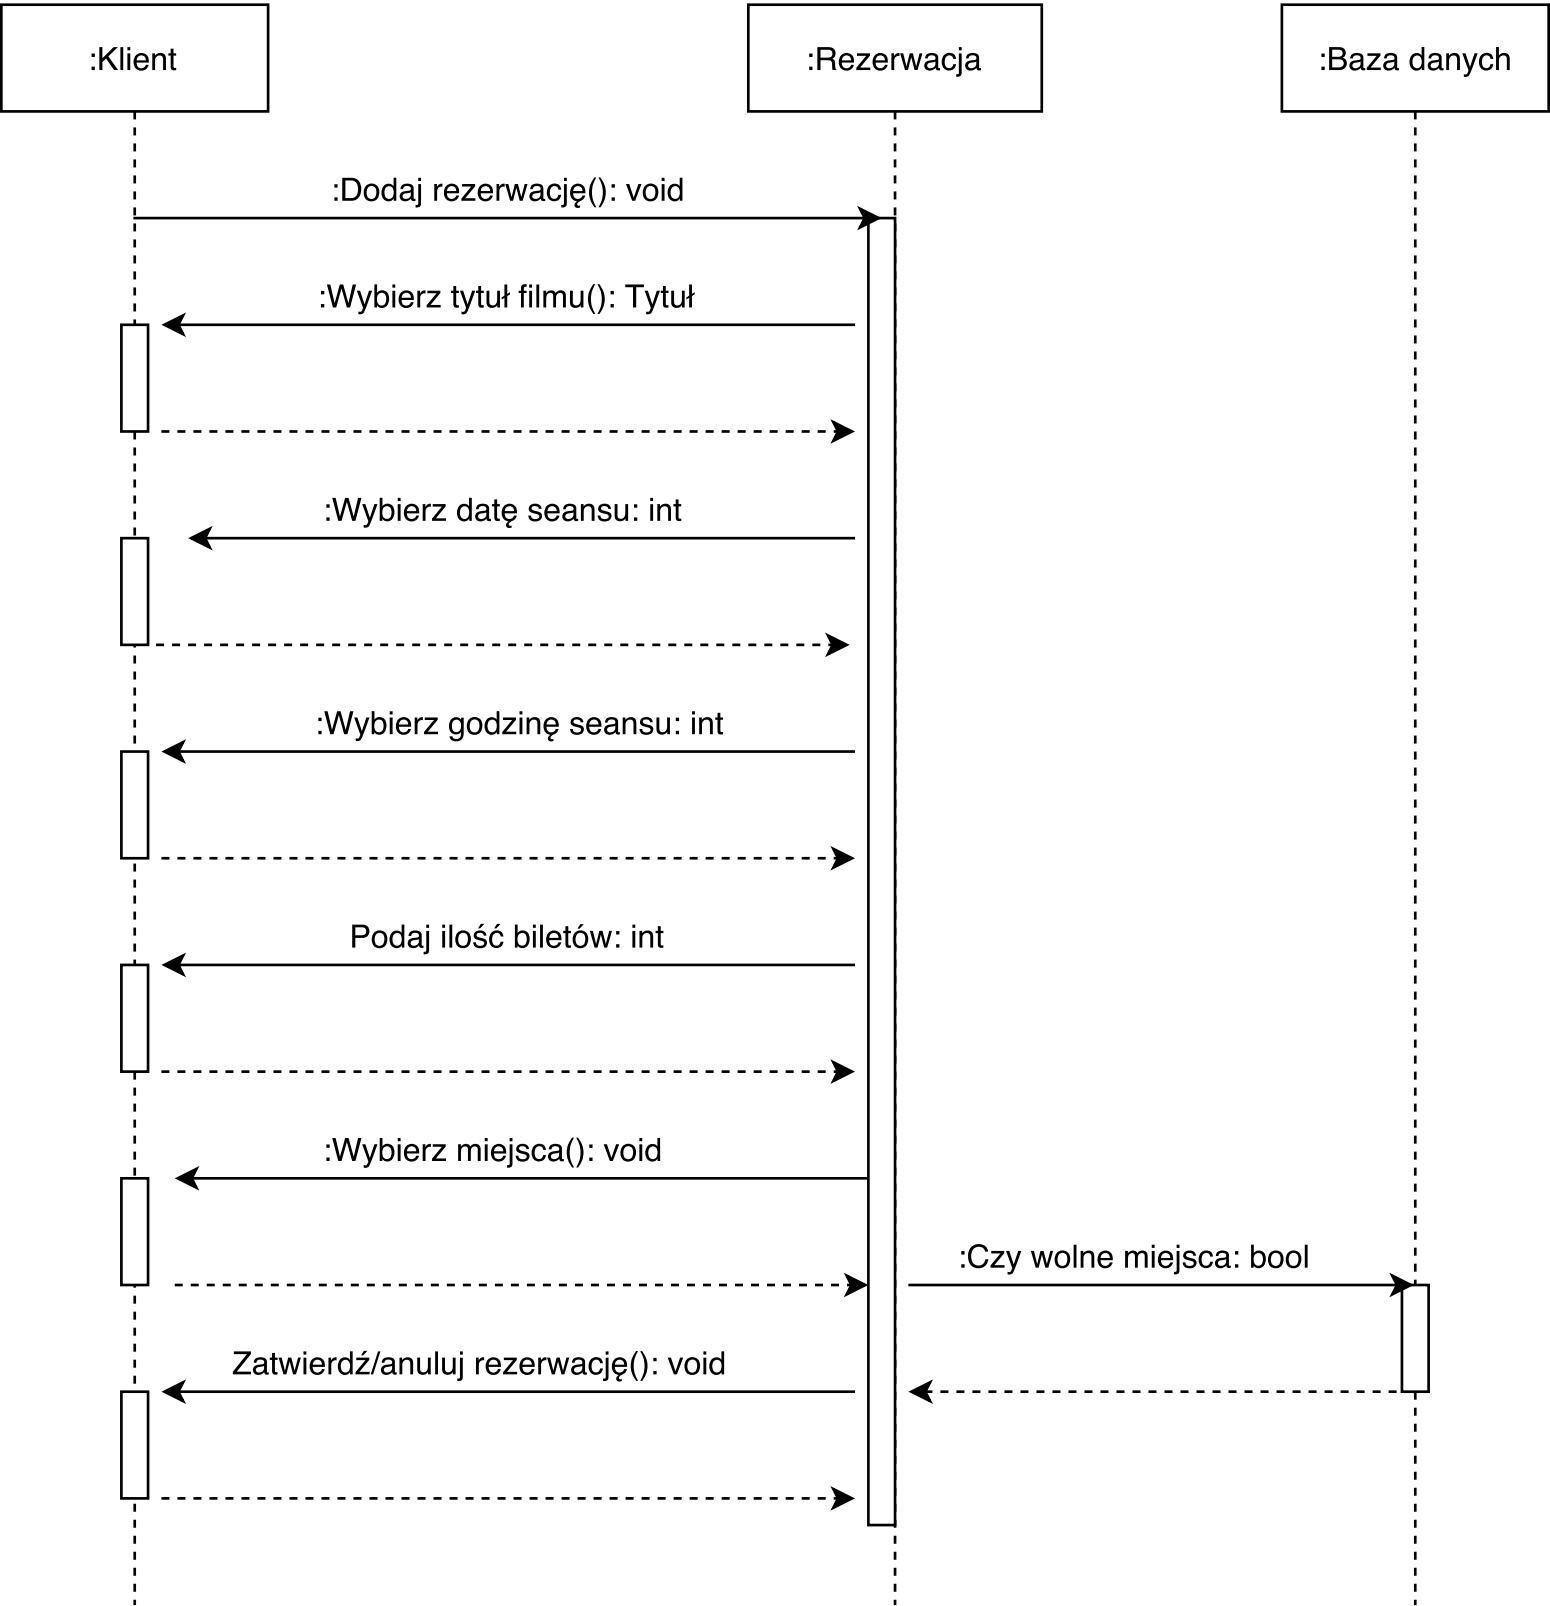 :Klient
:Rezerwacja
:Baza danych
:Dodaj rezerwację(): void
:Wybierz tytuł filmu(): Tytuł
:Wybierz datę seansu: int
:Wybierz godzinę seansu: int
Podaj ilość biletów: int
:Wybierz miejsca(): void
:Czy wolne miejsca: bool
Zatwierdź/anuluj rezerwację(): void